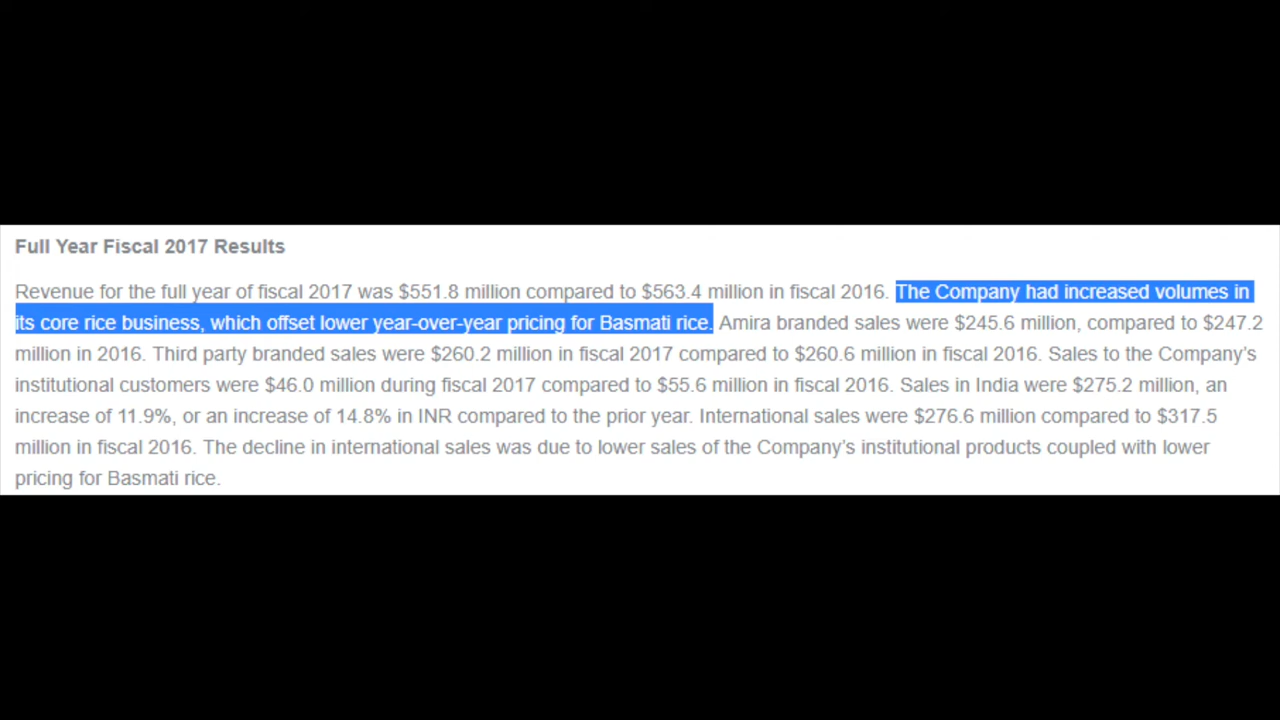 Full Year Fiscal 2017 Results
Revenue for the full year of fiscal 2017 was $551.8 million compared to $563.4 million in fiscal 2016. The Company had increased volumes in
its core rice business, which offset lower year-over-year pricing for Basmati rice. Amira branded sales were $245.6 million, compared to $247.2
million in 2016. Third party branded sales were $260.2 million in fiscal 2017 compared to $260.6 million in fiscal 2016. Sales to the Company’s
institutional customers were $46.0 million during fiscal 2017 compared to $55.6 million in fiscal 2016. Sales in India were $275.2 million, an
increase of 11.9%, or an increase of 14.8% in INR compared to the prior year. International sales were $276.6 million compared to $317.5
million in fiscal 2016. The decline in international sales was due to lower sales of the Company’s institutional products coupled with lower
pricing for Basmati rice.